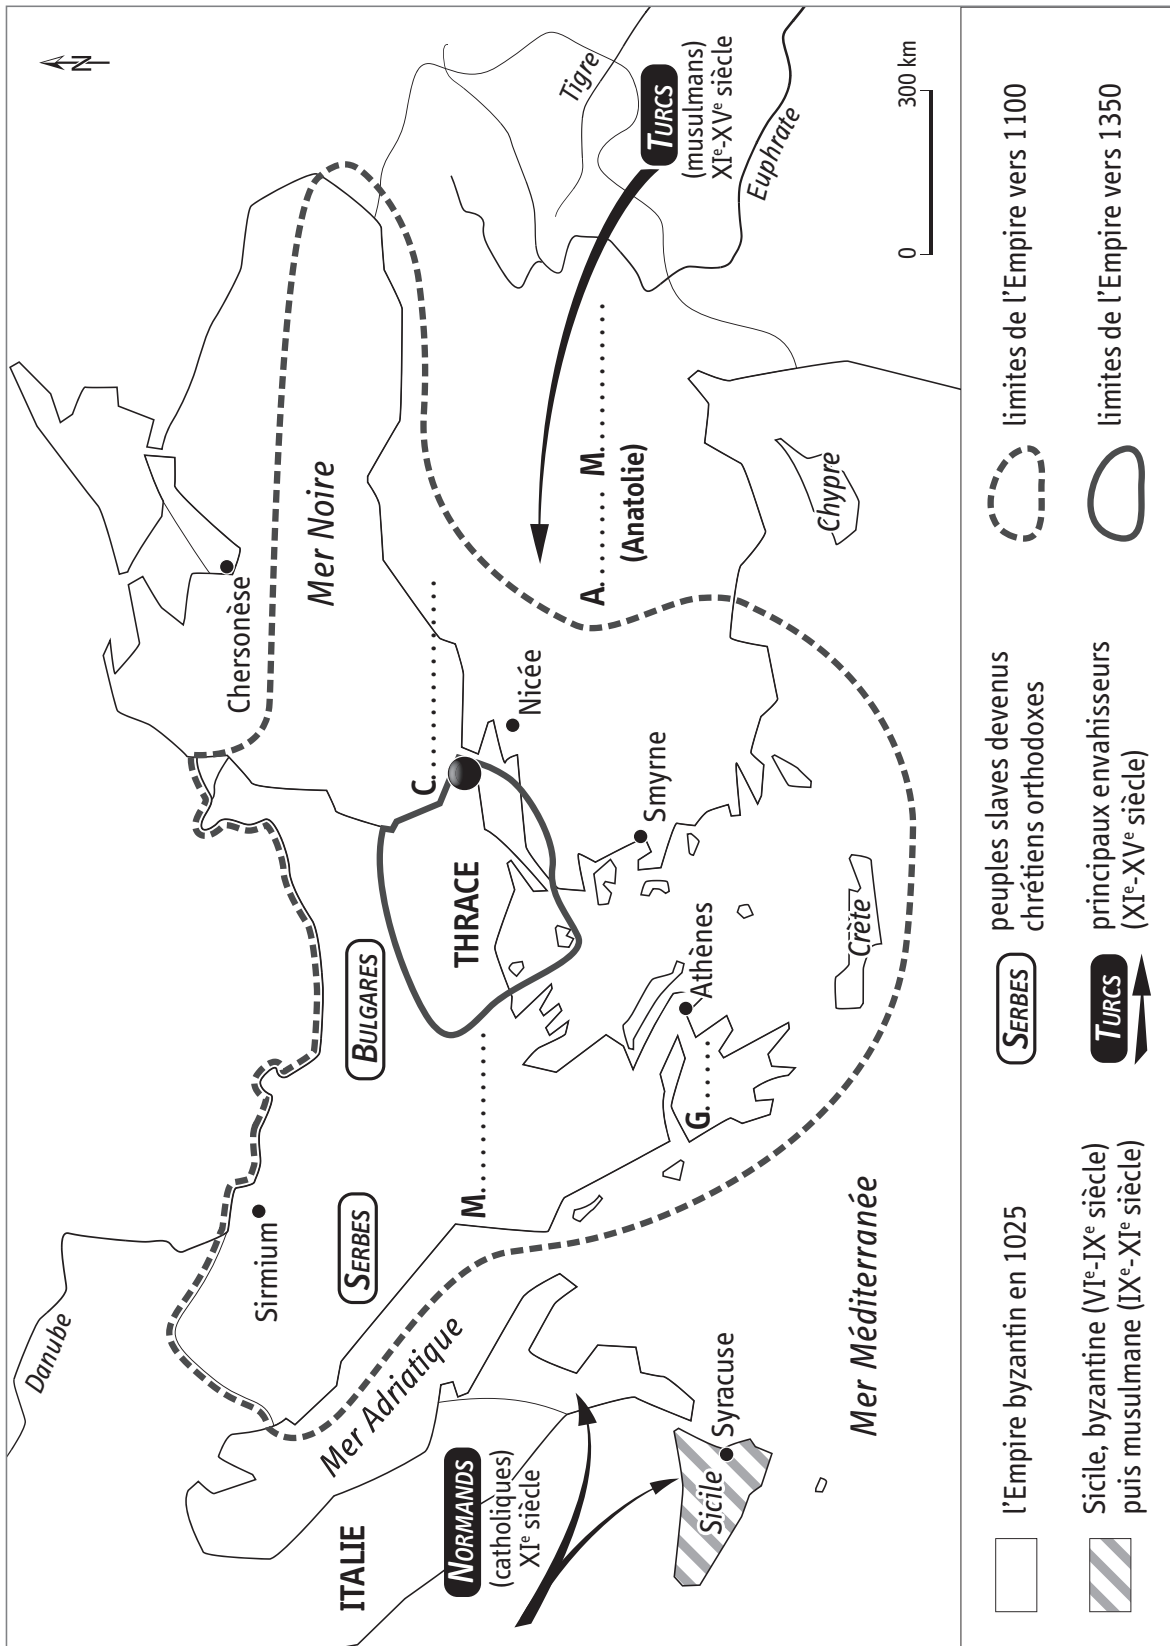 N
Danube
Sirmium
SERBES
BULGARES
Chersonèse
Mer Noire
Mer Adriatique
ITALIE
NORMANDS
(catholiques)
XIe siècle
M..............
THRACE
C..............
Nicée
A........M..............
(Anatolie)
Tigre
TURCS
(musulmans)
XIe-XVe siècle
Euphrate
Smyrne
Athènes
G......
Sicile
Syracuse
Crète
Chypre
Mer Méditerranée
0 300 km
l'Empire byzantin en 1025
Sicile, byzantine (VIe-IXe siècle)
puis musulmane (IXe-XIe siècle)
SERBES
peuples slaves devenus
chrétiens orthodoxes
TURCS
principaux envahisseurs
(XIe-XVe siècle)
limites de l'Empire vers 1100
limites de l'Empire vers 1350